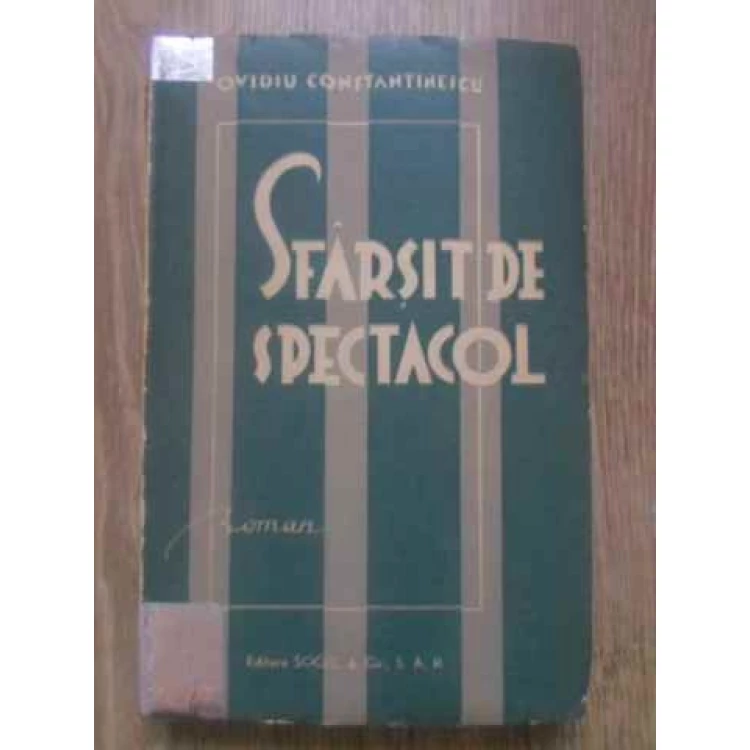 OVIDIU CONSTANTINESCU
SFÂRȘIT DE
SPECTACOL
Roman
Editura SOCEC & Co., S. A. R.